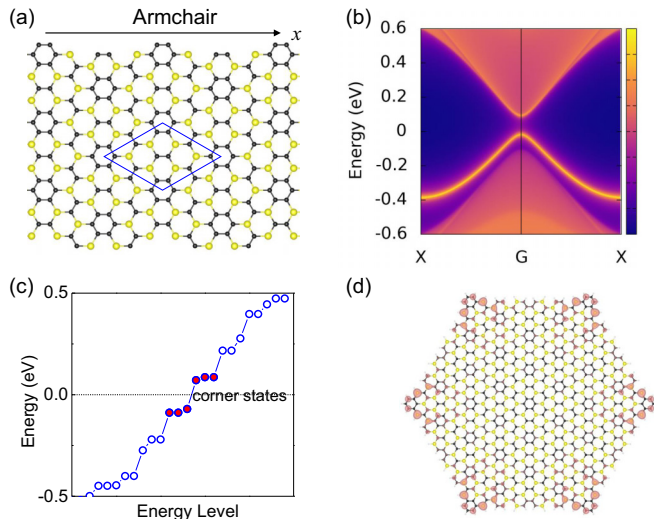 (a)
Armchair
x
(b)
Energy (eV)
0.6
0.4
0.2
0
-0.2
-0.4
-0.6
X
G
X
(c)
Energy (eV)
0.5
0.0
-0.5
corner states
Energy Level
(d)